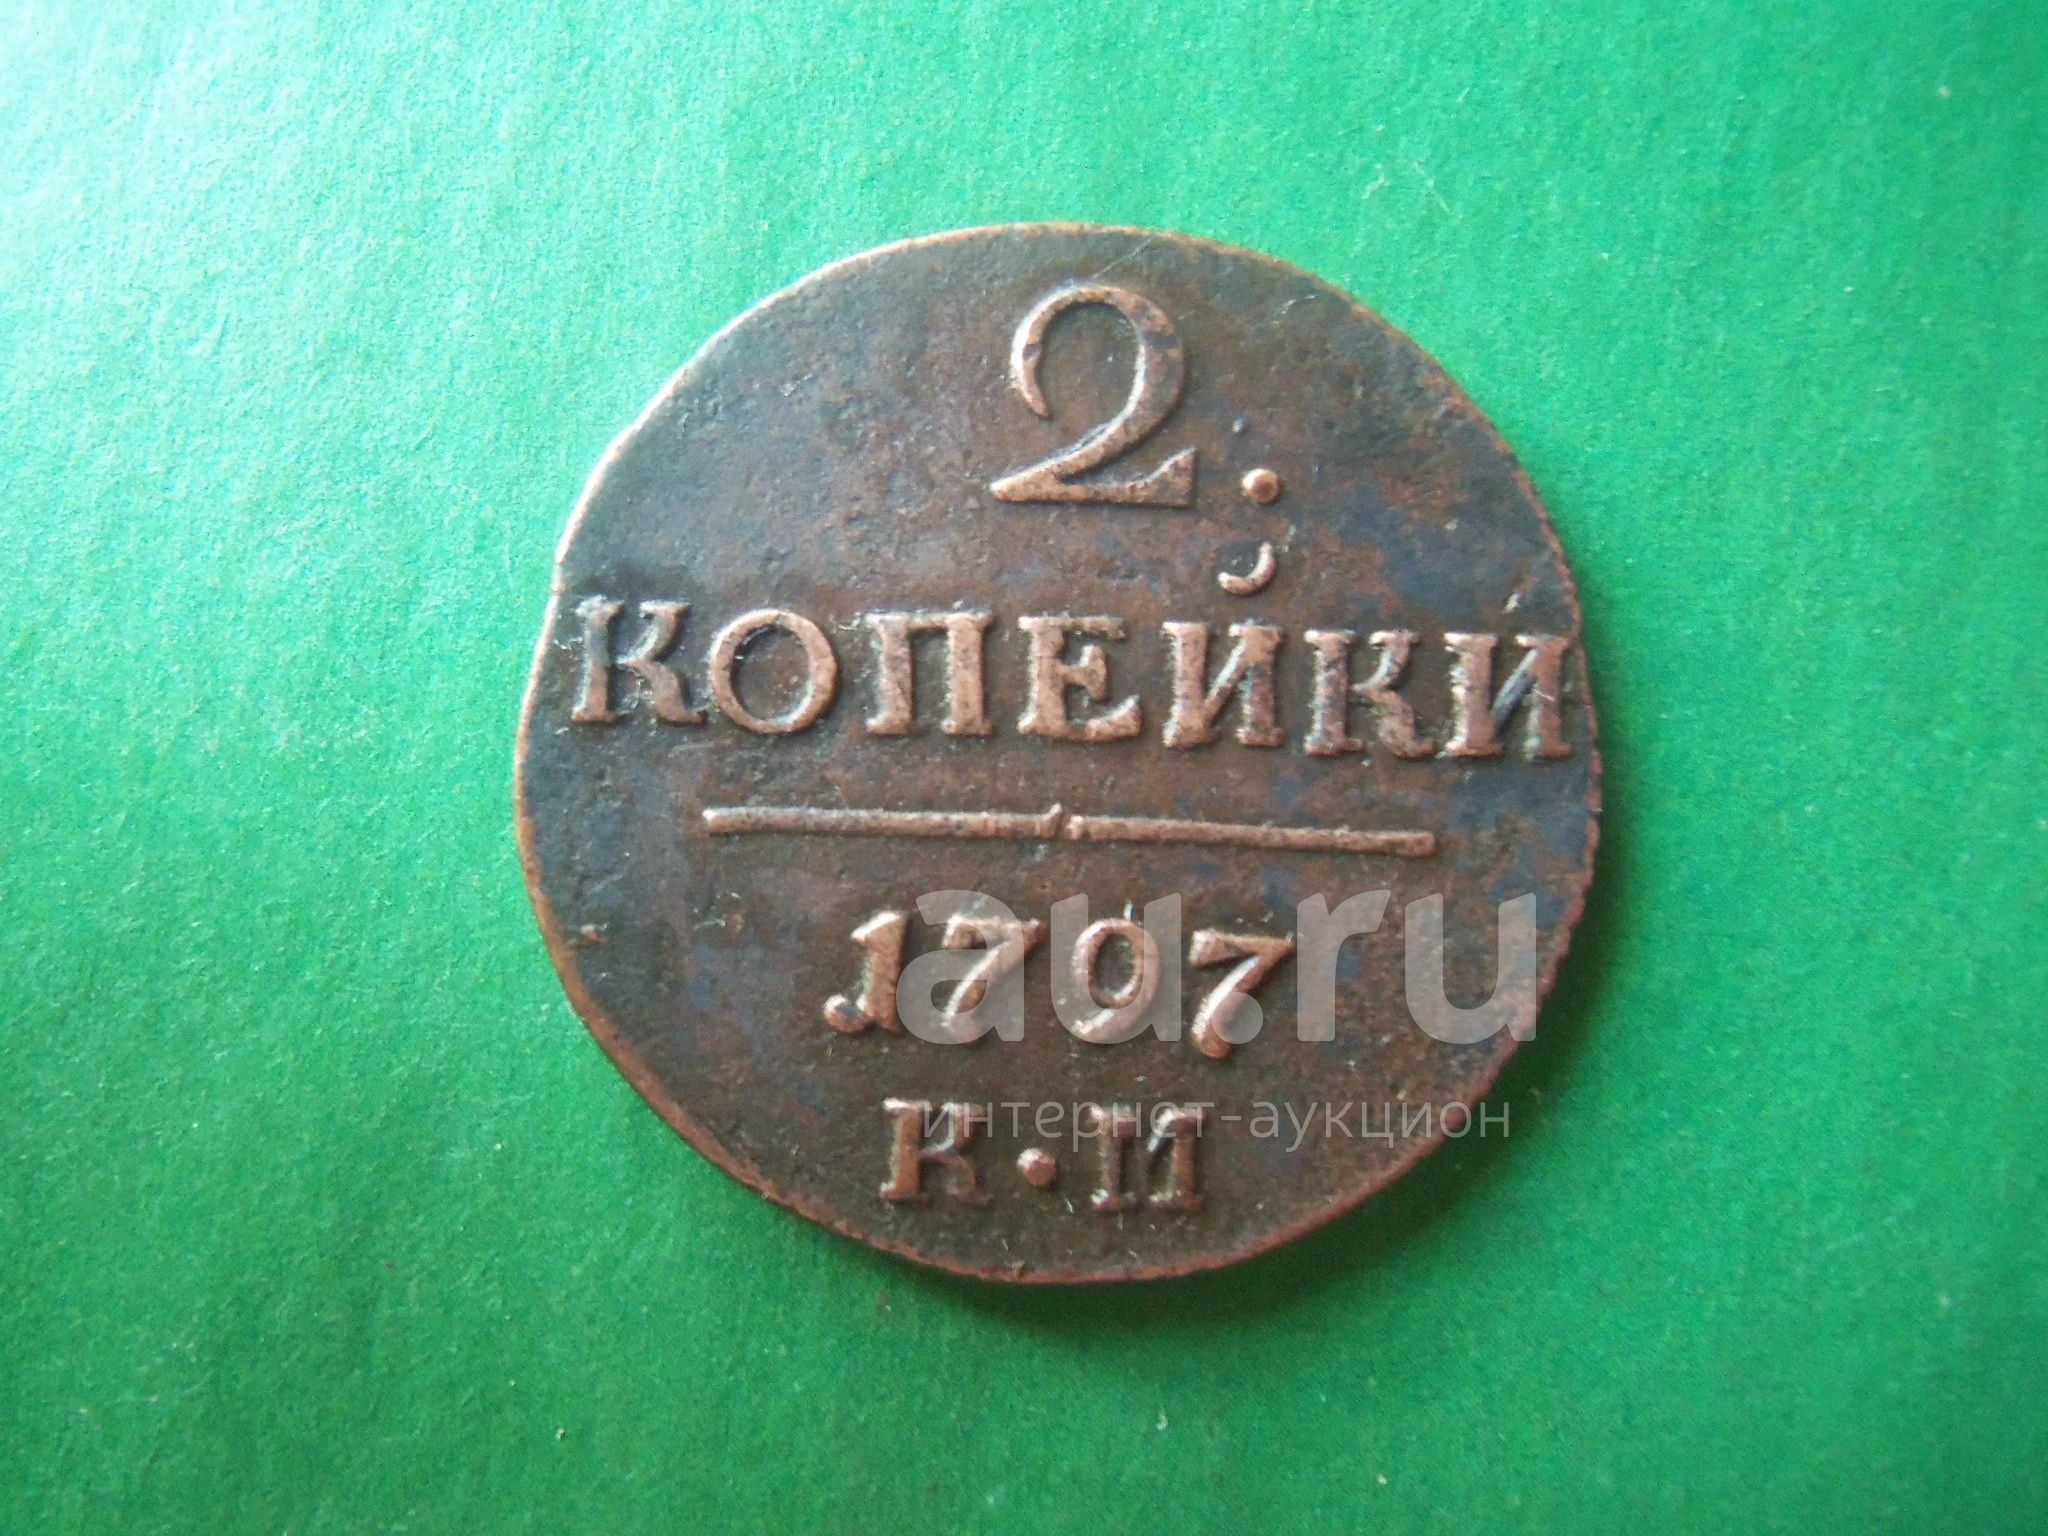 2.
КОПЕЙКИ
1797
au.ru
интернет-аукцион
К·М